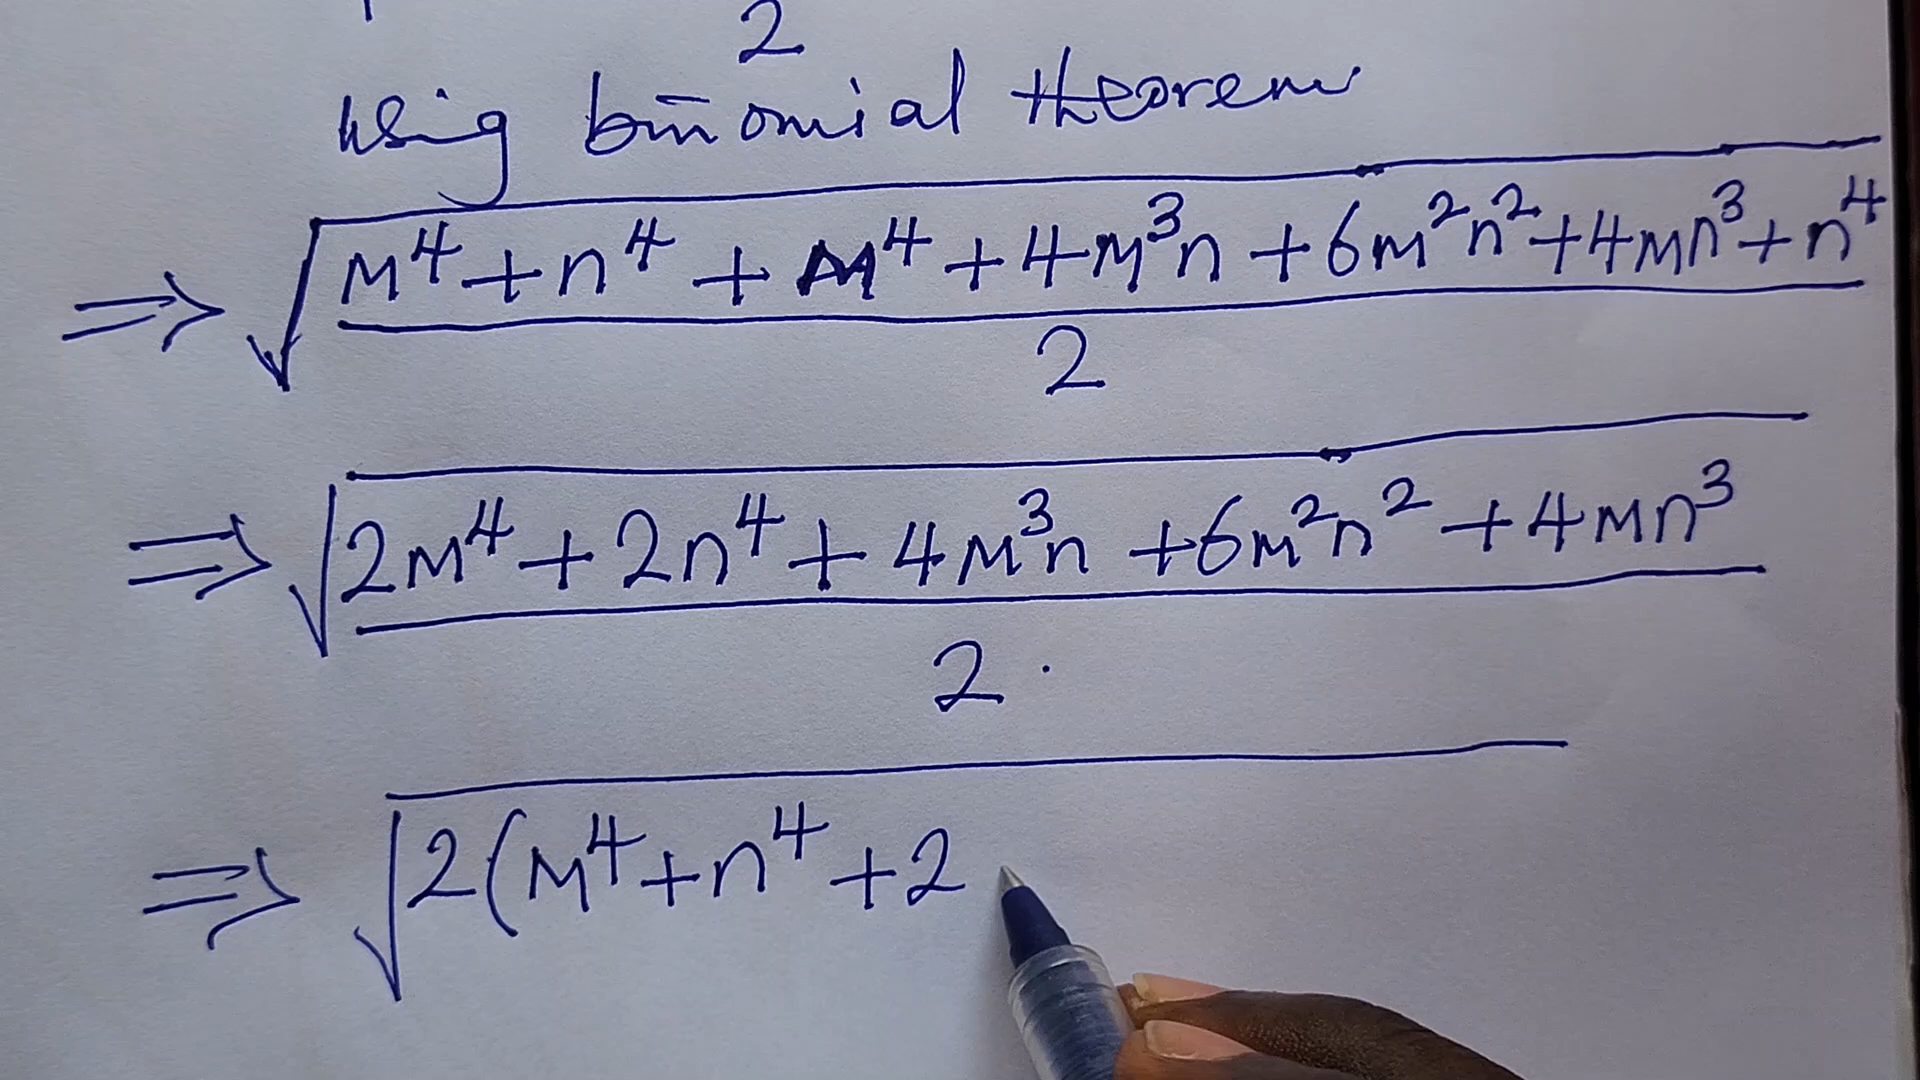 2
Using binomial theorem
⇒ √(m⁴ + n⁴ + m⁴ + 4m³n + 6m²n² + 4mn³ + n⁴
2
⇒ √(2m⁴ + 2n⁴ + 4m³n + 6m²n² + 4mn³
2 .
⇒ √2(m⁴ + n⁴ + 2